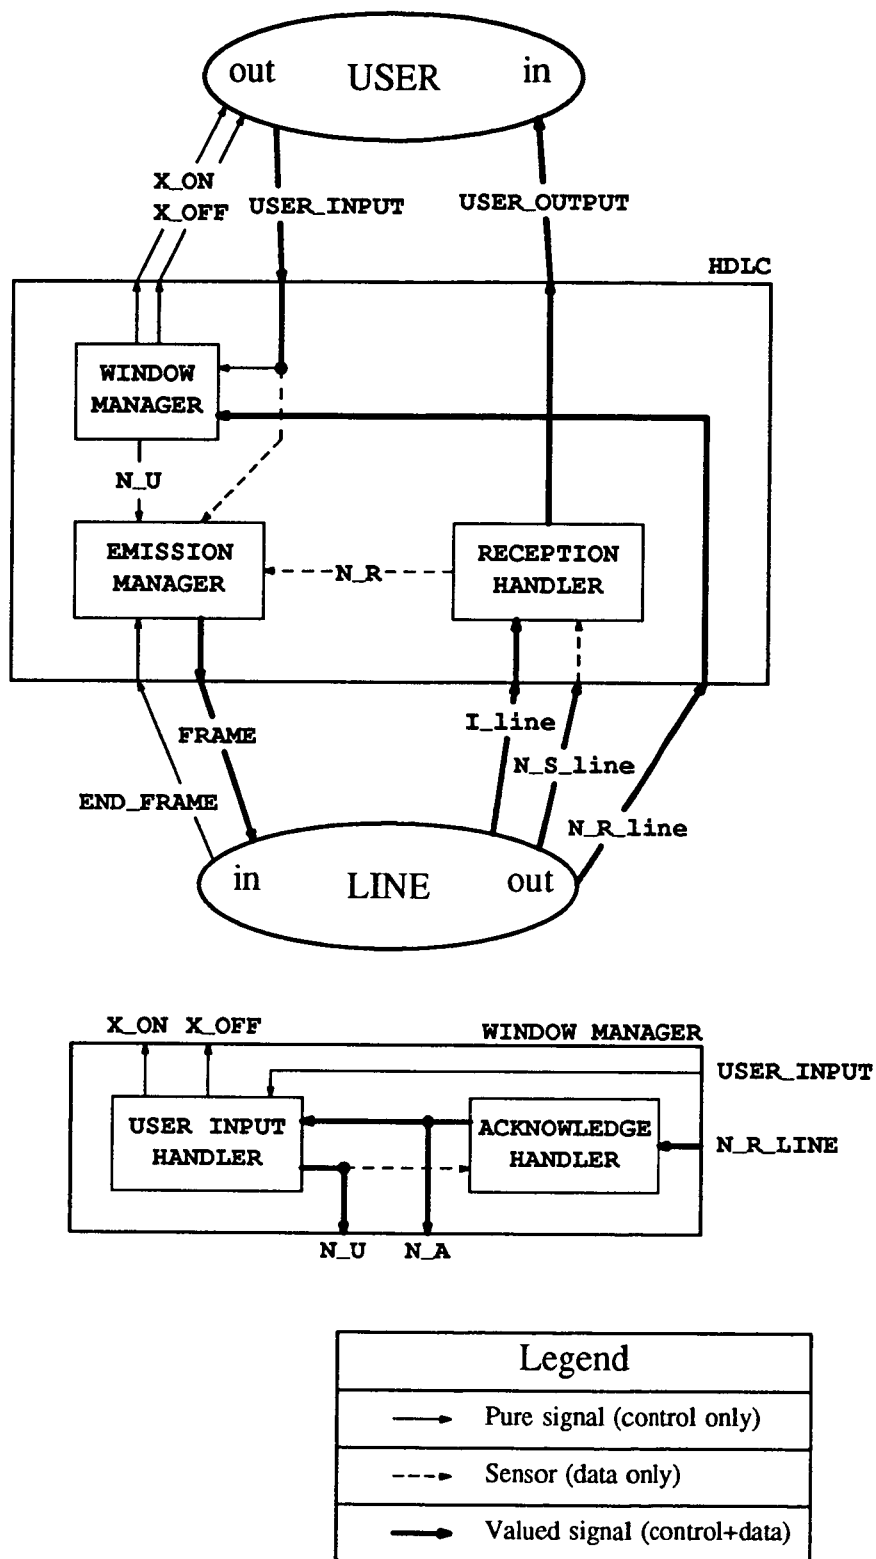 out USER in
X_ON
X_OFF
USER_INPUT
USER_OUTPUT
HDLC
WINDOW
MANAGER
N_U
EMISSION
MANAGER
N_R
RECEPTION
HANDLER
I_line
FRAME
N_S_line
END_FRAME
N_R_line
in LINE out
X_ON X_OFF
WINDOW MANAGER
USER_INPUT
USER INPUT
HANDLER
ACKNOWLEDGE
HANDLER
N_R_LINE
N_U N_A
Legend
Pure signal (control only)
Sensor (data only)
Valued signal (control+data)